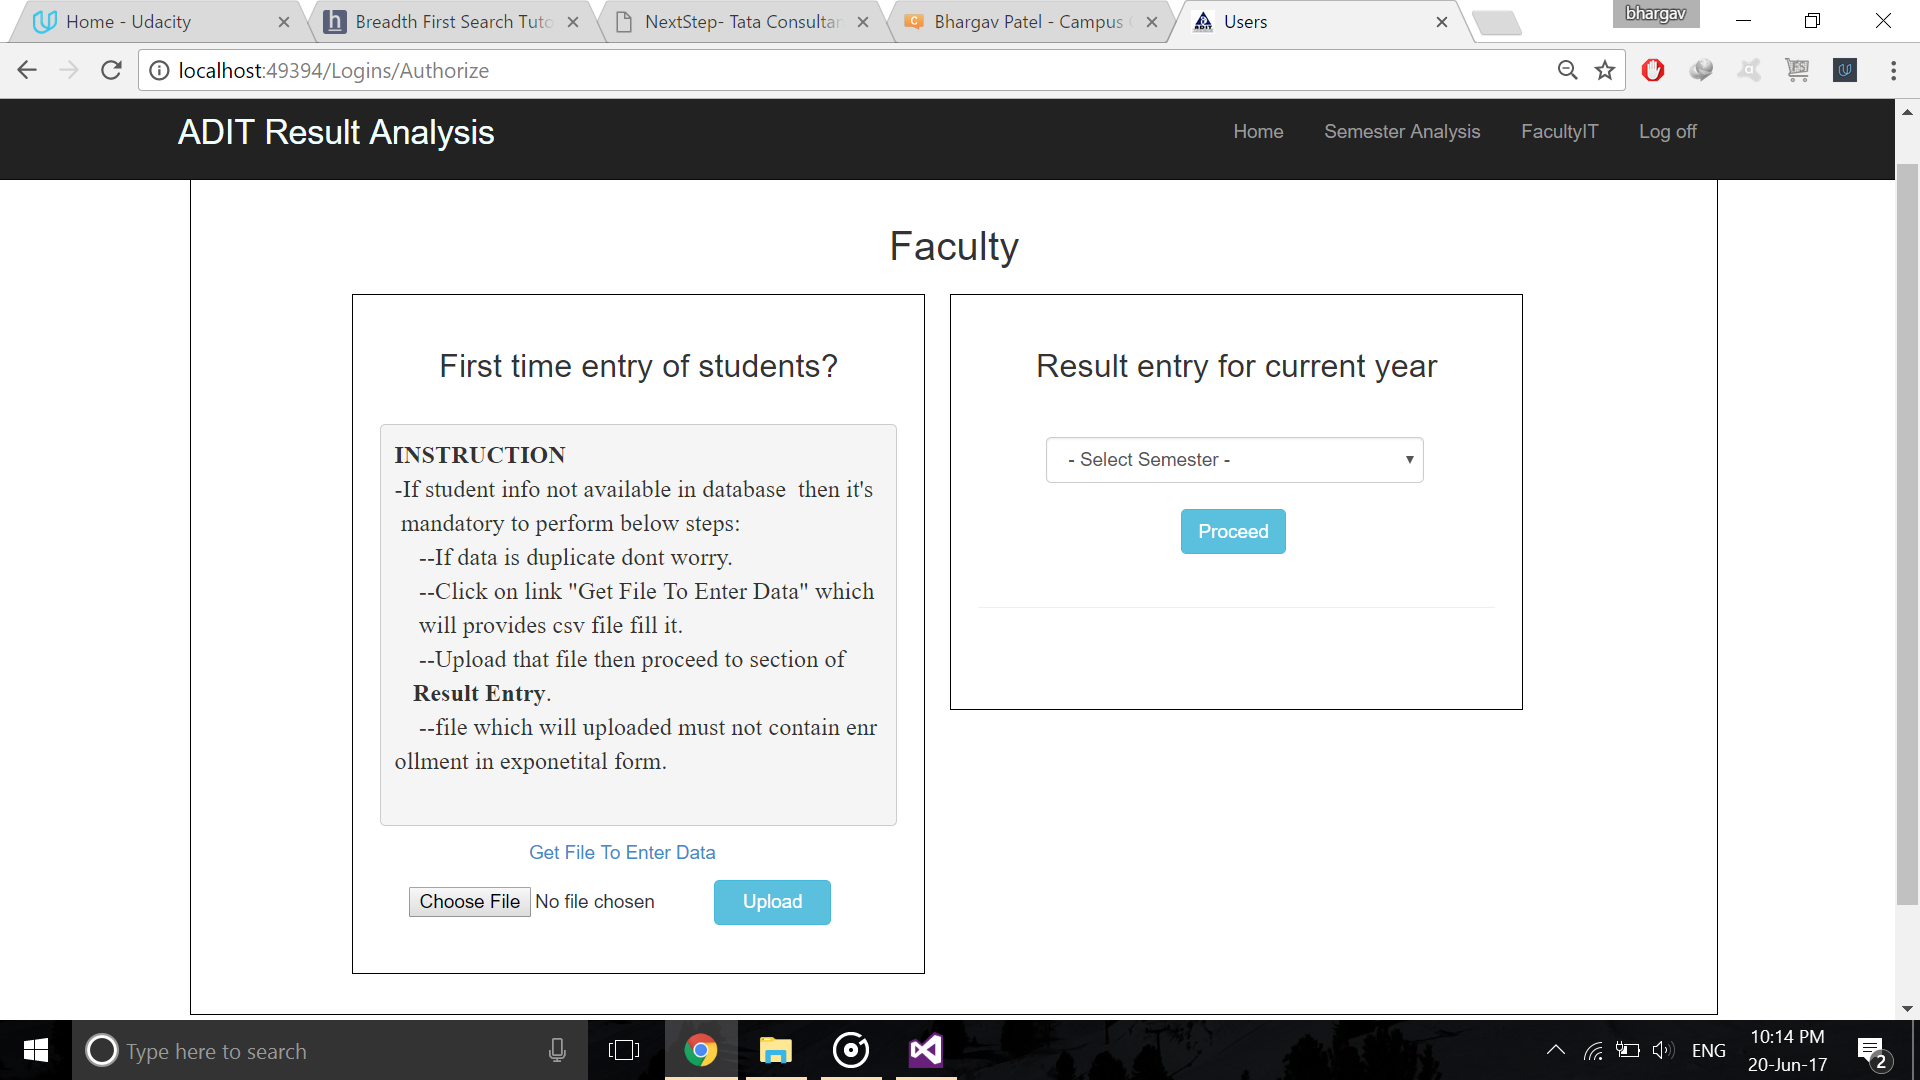 Home - Udacity
Breadth First Search Tuto
NextStep- Tata Consultan
Bhargav Patel - Campus
Users
bhargav
localhost:49394/Logins/Authorize
ADIT Result Analysis
Home
Semester Analysis
FacultyIT
Log off
Faculty
First time entry of students?
INSTRUCTION
-If student info not available in database  then it's
mandatory to perform below steps:
--If data is duplicate dont worry.
--Click on link "Get File To Enter Data" which
will provides csv file fill it.
--Upload that file then proceed to section of
Result Entry.
--file which will uploaded must not contain enr
ollment in exponetital form.
Get File To Enter Data
Choose File No file chosen
Upload
Result entry for current year
- Select Semester -
Proceed
Type here to search
ENG
10:14 PM
20-Jun-17
2